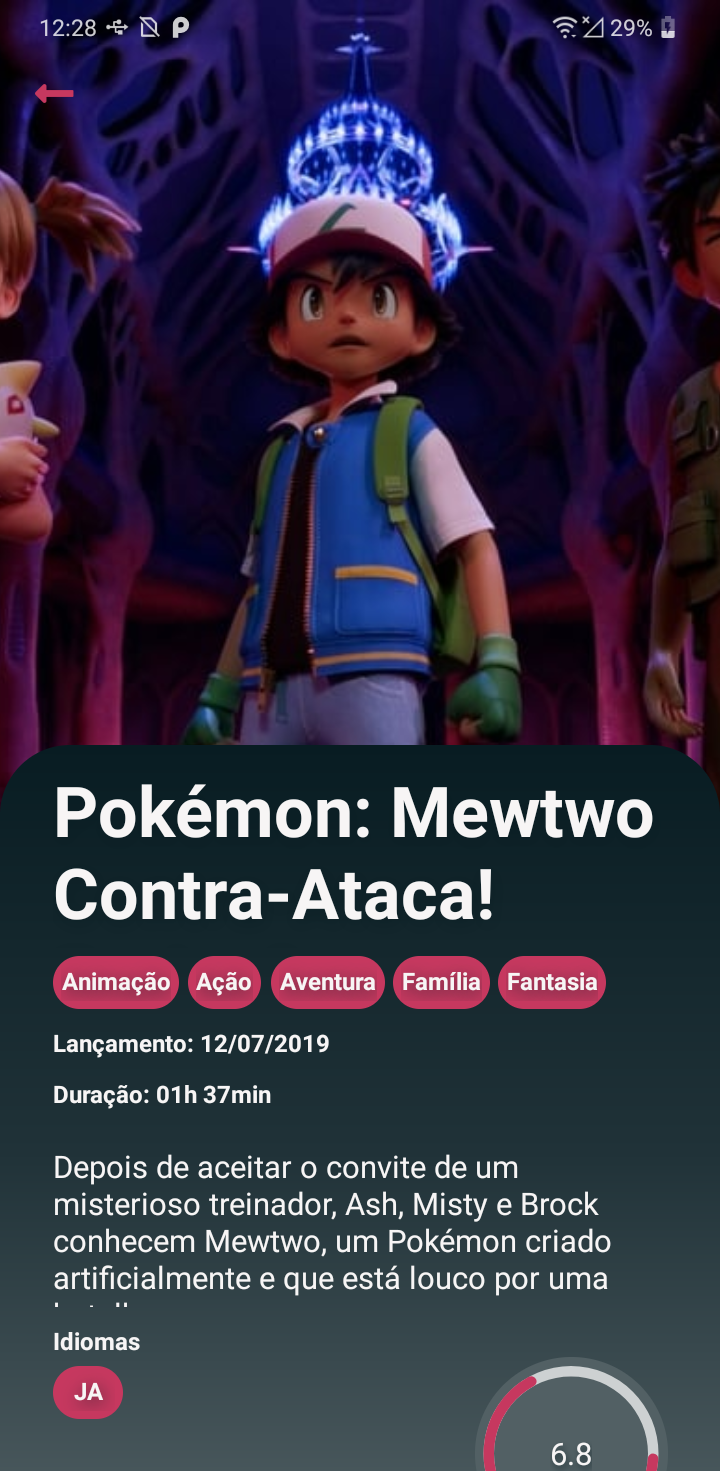 12:28
29%
Pokémon: Mewtwo
Contra-Ataca!
Animação Ação Aventura Família Fantasia
Lançamento: 12/07/2019
Duração: 01h 37min
Depois de aceitar o convite de um
misterioso treinador, Ash, Misty e Brock
conhecem Mewtwo, um Pokémon criado
artificialmente e que está louco por uma
Idiomas
JA
6.8